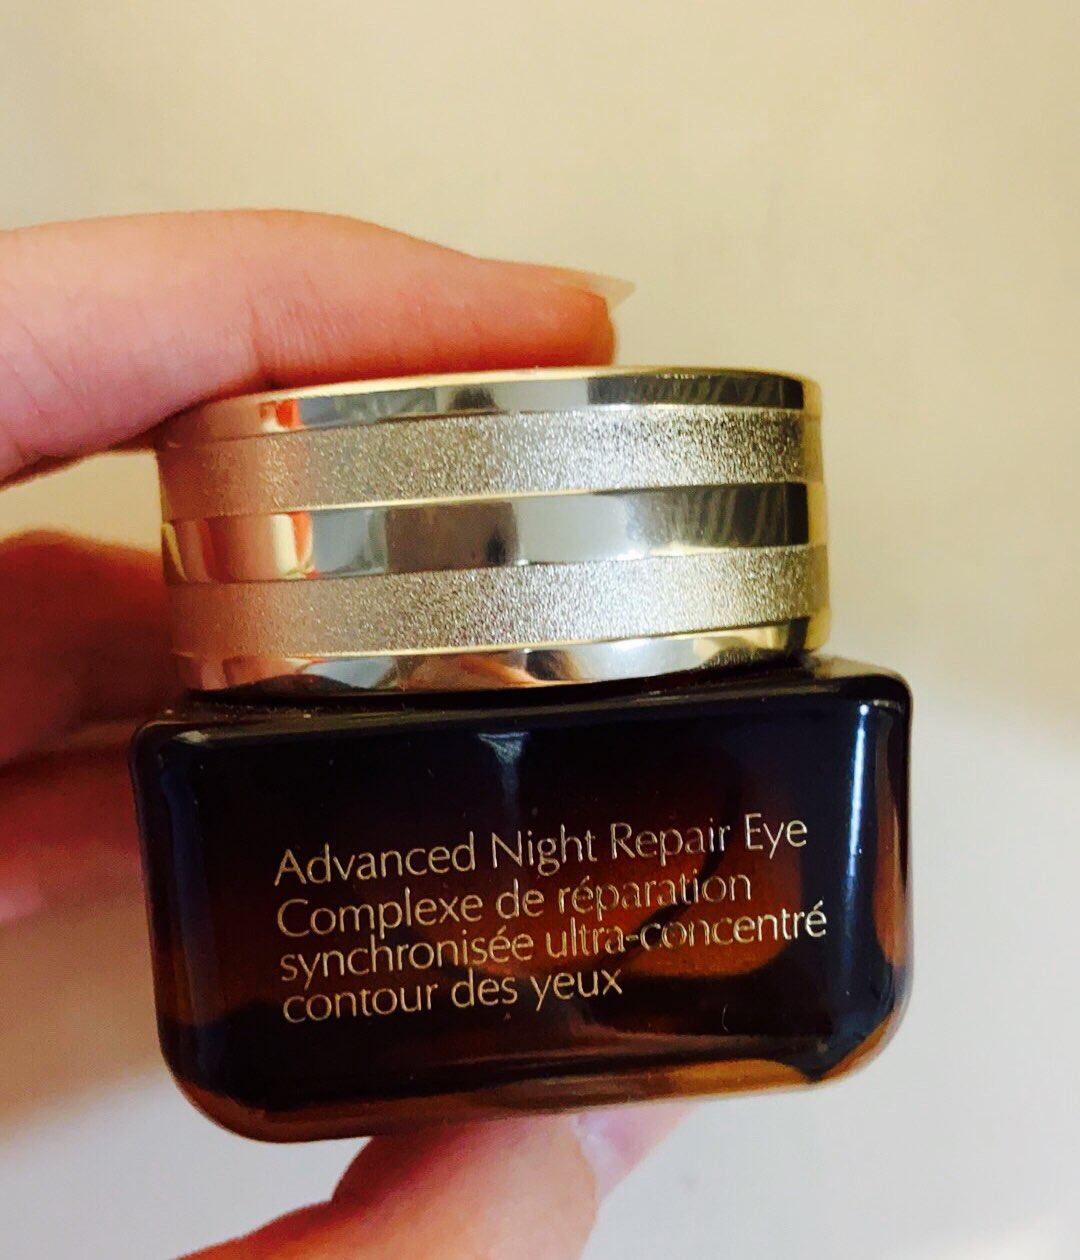 Advanced Night Repair Eye
Complexe de réparation
synchronisée ultra-concentré
contour des yeux